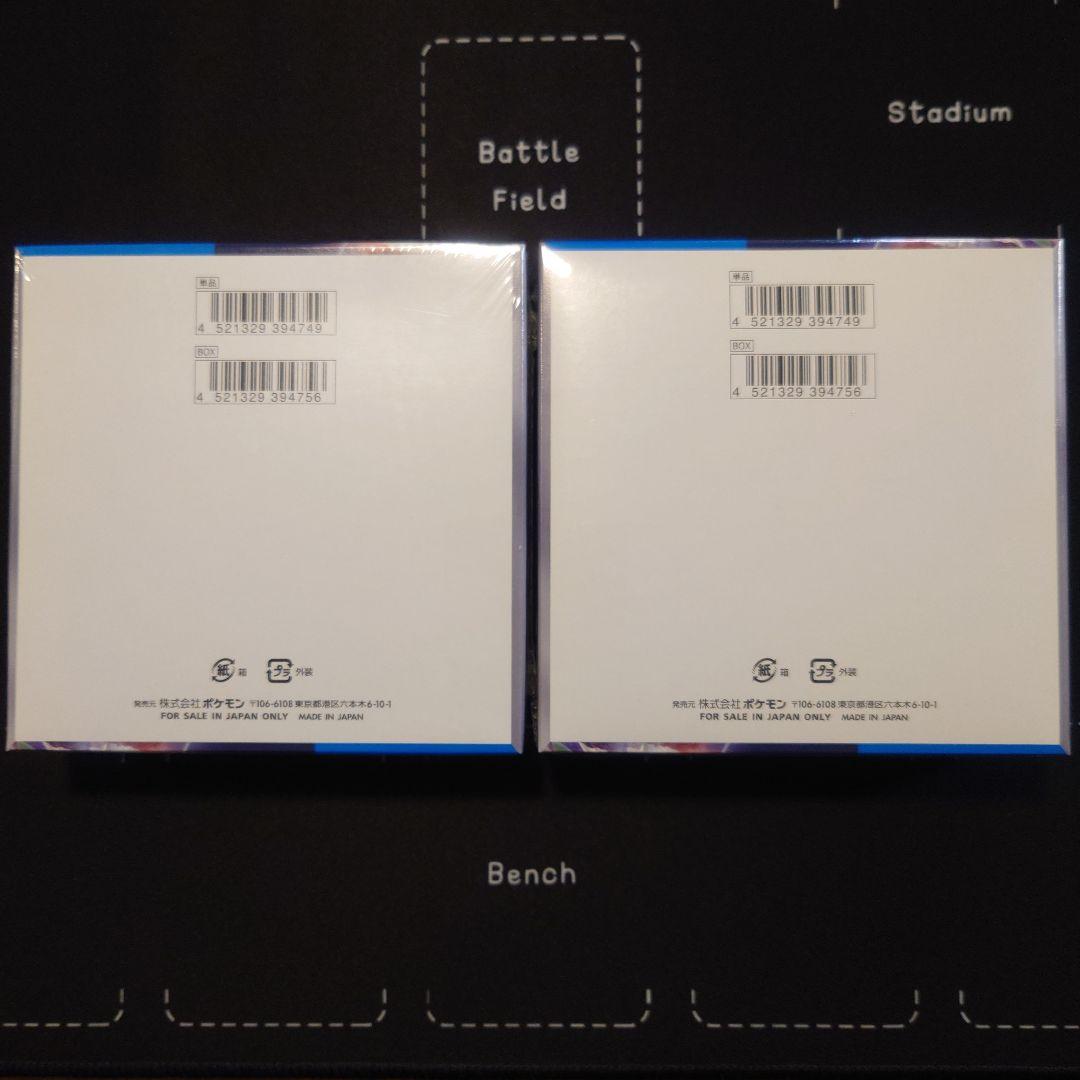 Stadium
Battle
Field
単品
4 521329 394749
BOX
4 521329 394756
紙 箱 プラ 外装
発売元 株式会社 ポケモン 〒106-6108 東京都港区六本木6-10-1
FOR SALE IN JAPAN ONLY MADE IN JAPAN
単品
4 521329 394749
BOX
4 521329 394756
紙 箱 プラ 外装
発売元 株式会社 ポケモン 〒106-6108 東京都港区六本木6-10-1
FOR SALE IN JAPAN ONLY MADE IN JAPAN
Bench